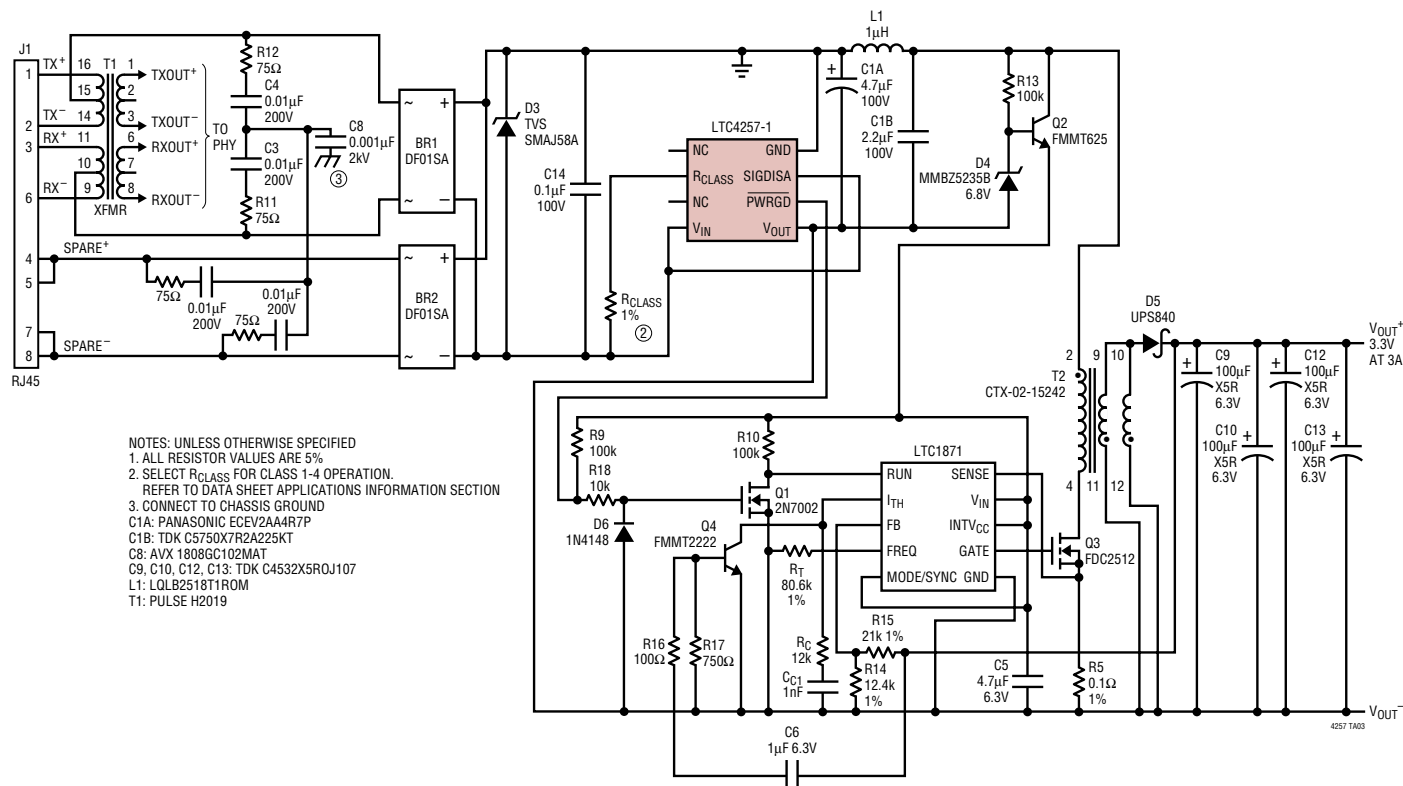 J1
1
2
3
6
4
5
7
8
RJ45
TX+
TX–
RX+
RX–
SPARE+
SPARE–
16
T1
1
15
2
14
3
11
6
10
7
9
8
XFMR
TXOUT+
TXOUT–
RXOUT+
RXOUT–
TO
PHY
R12
75Ω
C4
0.01µF
200V
C3
0.01µF
200V
R11
75Ω
C8
0.001µF
2kV
3
75Ω
0.01µF
200V
75Ω
0.01µF
200V
~
+
BR1
DF01SA
~
–
~
+
BR2
DF01SA
~
–
D3
TVS
SMAJ58A
C14
0.1µF
100V
RCLASS
1%
2
LTC4257-1
NC
GND
RCLASS
SIGDISA
NC
PWRGD
VIN
VOUT
L1
1µH
+
C1A
4.7µF
100V
C1B
2.2µF
100V
R13
100k
D4
MMBZ5235B
6.8V
Q2
FMMT625
D5
UPS840
2
9
10
T2
CTX-02-15242
4
11
12
+
C9
100µF
X5R
6.3V
C10
100µF
+
X5R
6.3V
+
C12
100µF
X5R
6.3V
C13
100µF
+
X5R
6.3V
VOUT+
3.3V
AT 3A
VOUT–
R9
100k
R18
10k
R10
100k
Q1
2N7002
D6
1N4148
Q4
FMMT2222
RT
80.6k
1%
LTC1871
RUN
SENSE
ITH
VIN
FB
INTVCC
FREQ
GATE
MODE/SYNC
GND
Q3
FDC2512
R16
100Ω
R17
750Ω
RC
12k
CC1
1nF
R15
21k 1%
R14
12.4k
1%
C5
4.7µF
6.3V
R5
0.1Ω
1%
C6
1µF 6.3V
NOTES: UNLESS OTHERWISE SPECIFIED
1. ALL RESISTOR VALUES ARE 5%
2. SELECT RCLASS FOR CLASS 1-4 OPERATION.
REFER TO DATA SHEET APPLICATIONS INFORMATION SECTION
3. CONNECT TO CHASSIS GROUND
C1A: PANASONIC ECEV2AA4R7P
C1B: TDK C5750X7R2A225KT
C8: AVX 1808GC102MAT
C9, C10, C12, C13: TDK C4532X5ROJ107
L1: LQLB2518T1ROM
T1: PULSE H2019
4257 TA03